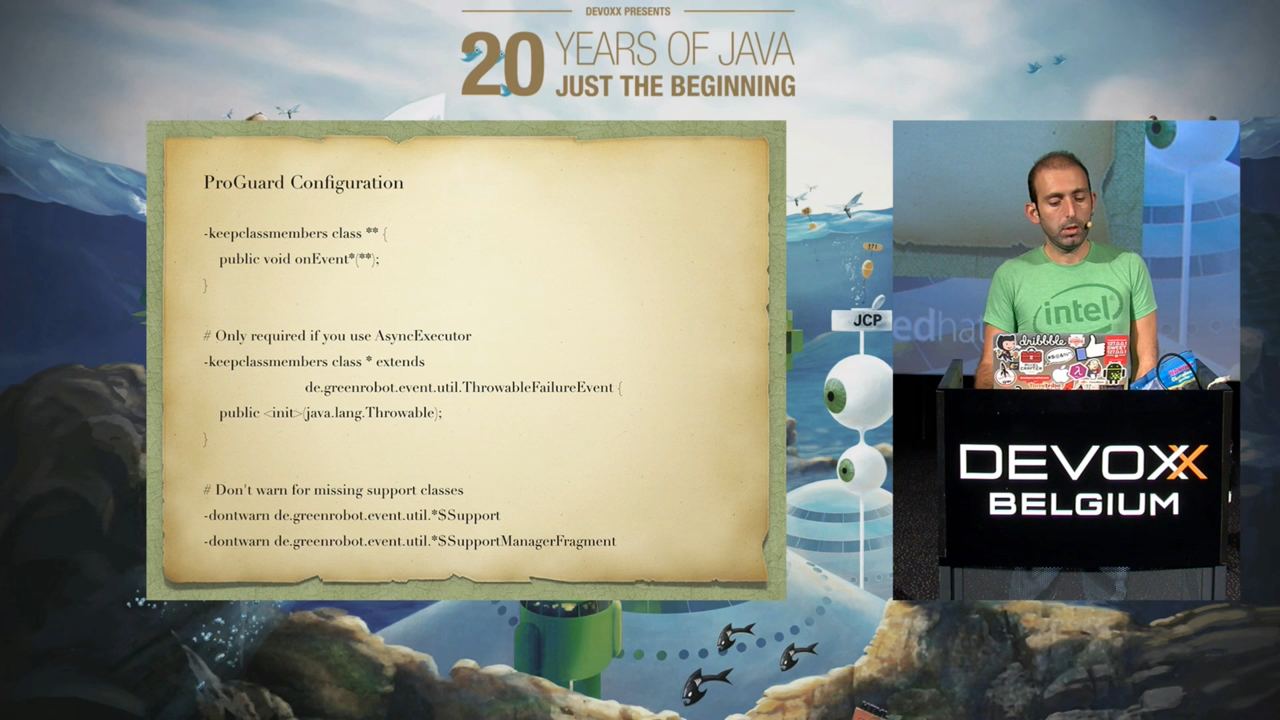 DEVOXX PRESENTS
20 YEARS OF JAVA
JUST THE BEGINNING
ProGuard Configuration
-keepclassmembers class ** {
public void onEvent*(**);
}
# Only required if you use AsyncExecutor
-keepclassmembers class * extends
de.greenrobot.event.util.ThrowableFailureEvent {
public <init>(java.lang.Throwable);
}
# Don't warn for missing support classes
-dontwarn de.greenrobot.event.util.*$Support
-dontwarn de.greenrobot.event.util.*$SupportManagerFragment
JCP
intel
edha
dribbble
DEVOXX
BELGIUM